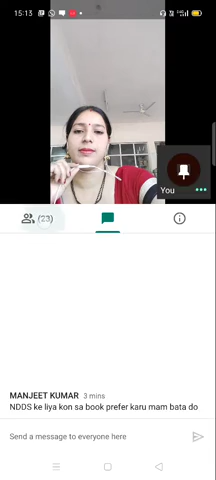 15:13
You
(23)
MANJEET KUMAR 3 mins
NDDS ke liya kon sa book prefer karu mam bata do
Send a message to everyone here